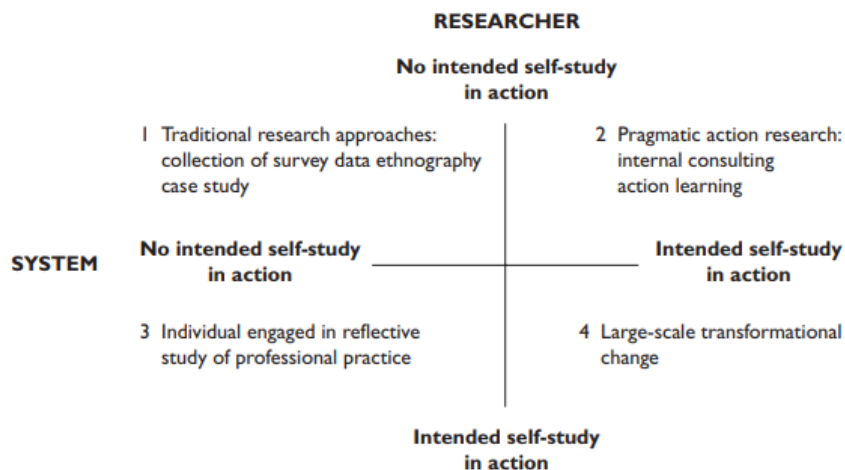 RESEARCHER
No intended self-study
in action
1 Traditional research approaches:
collection of survey data ethnography
case study
2 Pragmatic action research:
internal consulting
action learning
SYSTEM
No intended self-study
in action
Intended self-study
in action
3 Individual engaged in reflective
study of professional practice
4 Large-scale transformational
change
Intended self-study
in action